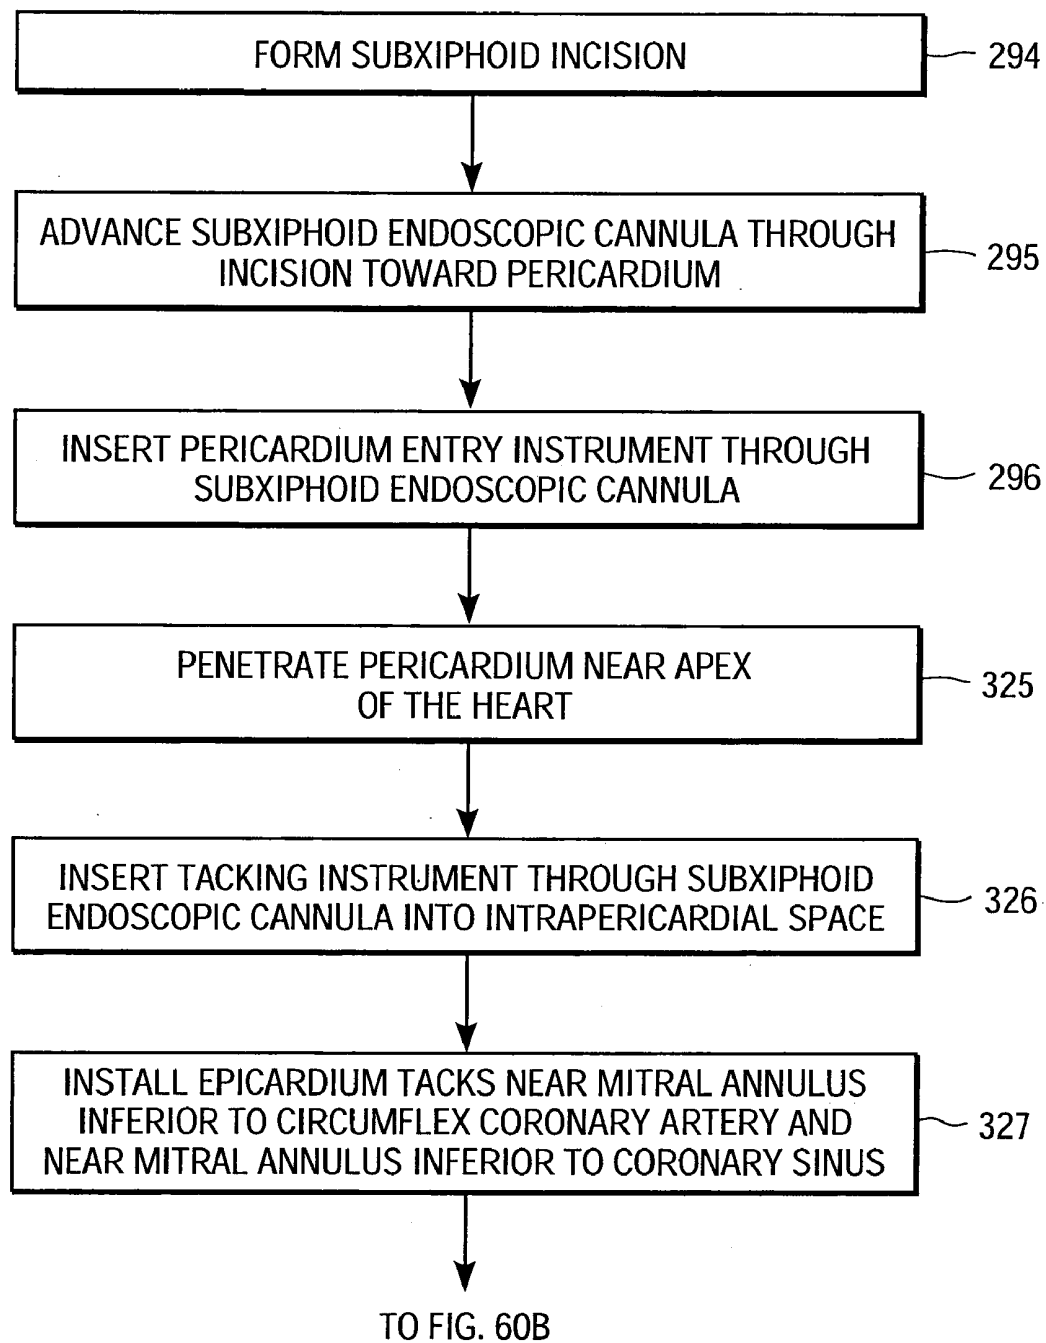 FORM SUBXIPHOID INCISION
294
ADVANCE SUBXIPHOID ENDOSCOPIC CANNULA THROUGH
INCISION TOWARD PERICARDIUM
295
INSERT PERICARDIUM ENTRY INSTRUMENT THROUGH
SUBXIPHOID ENDOSCOPIC CANNULA
296
PENETRATE PERICARDIUM NEAR APEX
OF THE HEART
325
INSERT TACKING INSTRUMENT THROUGH SUBXIPHOID
ENDOSCOPIC CANNULA INTO INTRAPERICARDIAL SPACE
326
INSTALL EPICARDIUM TACKS NEAR MITRAL ANNULUS
INFERIOR TO CIRCUMFLEX CORONARY ARTERY AND
NEAR MITRAL ANNULUS INFERIOR TO CORONARY SINUS
327
TO FIG. 60B